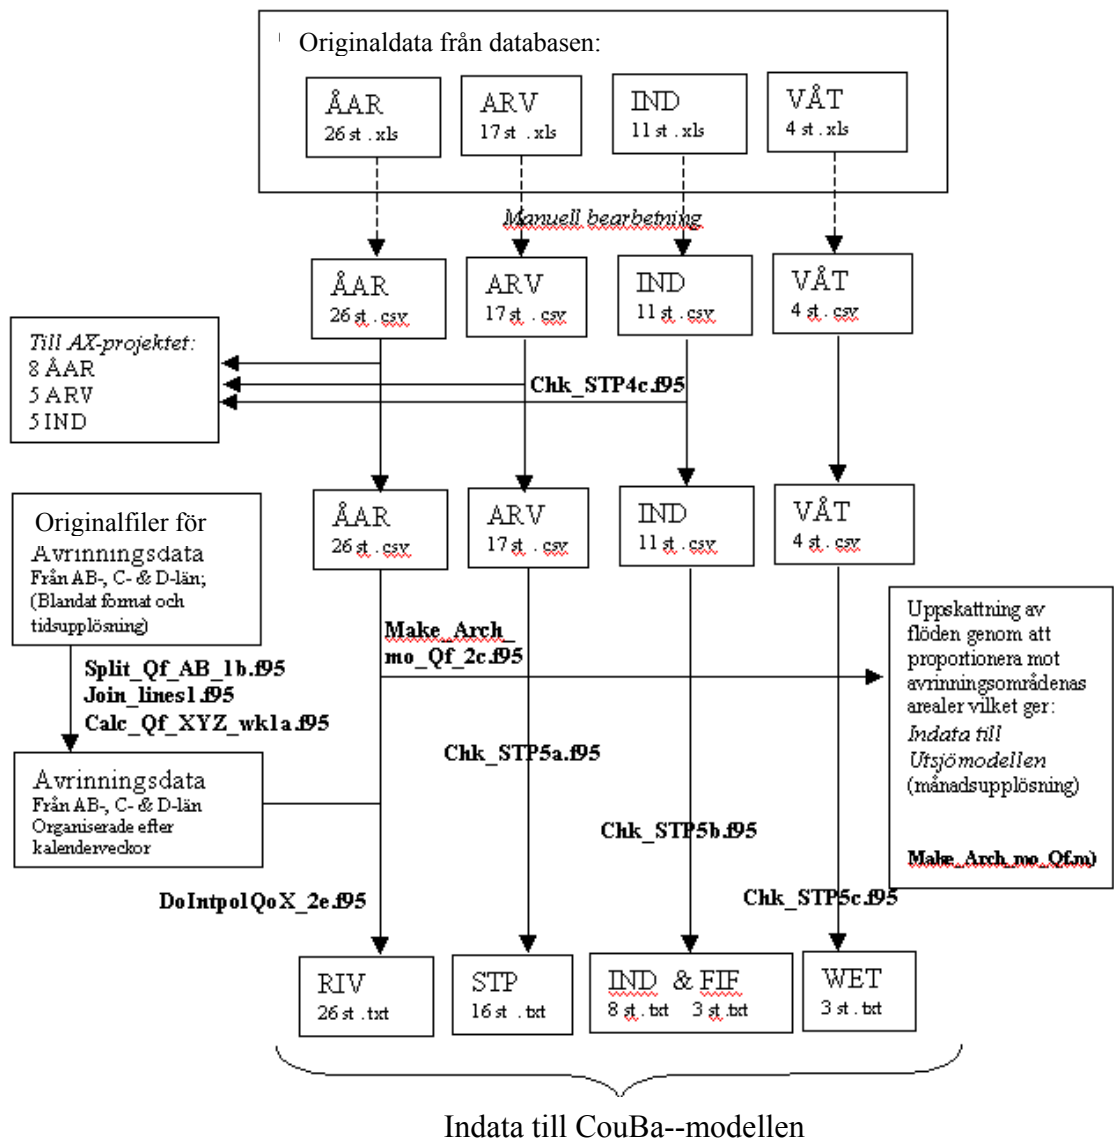 Originaldata från databasen:
ÅAR
26 st . xls
ARV
17 st . xls
IND
11 st . xls
VÅT
4 st . xls
Manuell bearbetning
ÅAR
26 st . csv
ARV
17 st . csv
IND
11 st . csv
VÅT
4 st . csv
Till AX-projektet:
8 ÅAR
5 ARV
5 IND
Chk_STP4c.f95
Originalfiler för
Avrinningsdata
Från AB-, C- & D-län;
(Blandat format och
tidsupplösning)
ÅAR
26 st . csv
ARV
17 st . csv
IND
11 st . csv
VÅT
4 st . csv
Make_Arch_
mo_Qf_2c.f95
Uppskattning av
flöden genom att
proportionera mot
avrinningsområdenas
arealer vilket ger:
Indata till
Utsjömodellen
(månadsupplösning)
Make_Arch_mo_Qf.m)
Split_Qf_AB_1b.f95
Join_lines1.f95
Calc_Qf_XYZ_wk1a.f95
Chk_STP5a.f95
Avrinningsdata
Från AB-, C- & D-län
Organiserade efter
kalenderveckor
Chk_STP5b.f95
DoIntpolQoX_2e.f95
Chk_STP5c.f95
RIV
26 st . txt
STP
16 st . txt
IND & FIF
8 st . txt 3 st .txt
WET
3 st . txt
Indata till CouBa--modellen